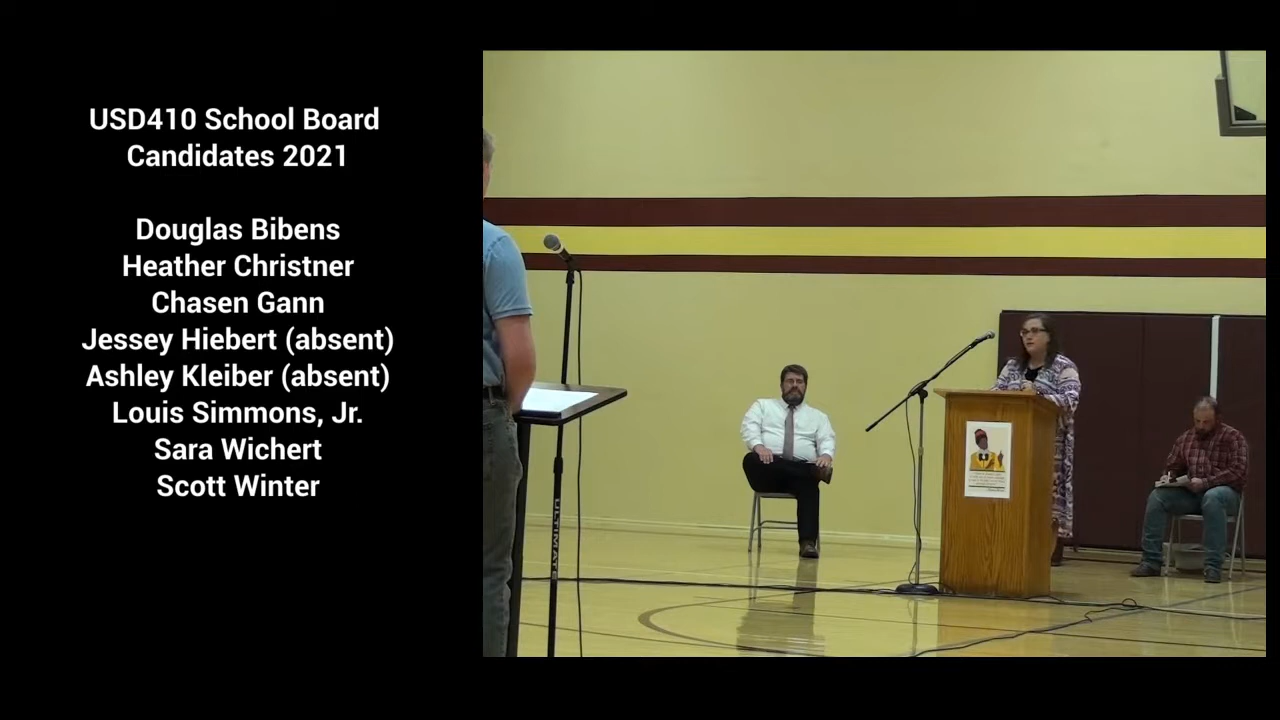 USD410 School Board
Candidates 2021
Douglas Bibens
Heather Christner
Chasen Gann
Jessey Hiebert (absent)
Ashley Kleiber (absent)
Louis Simmons, Jr.
Sara Wichert
Scott Winter
ULTIMATE